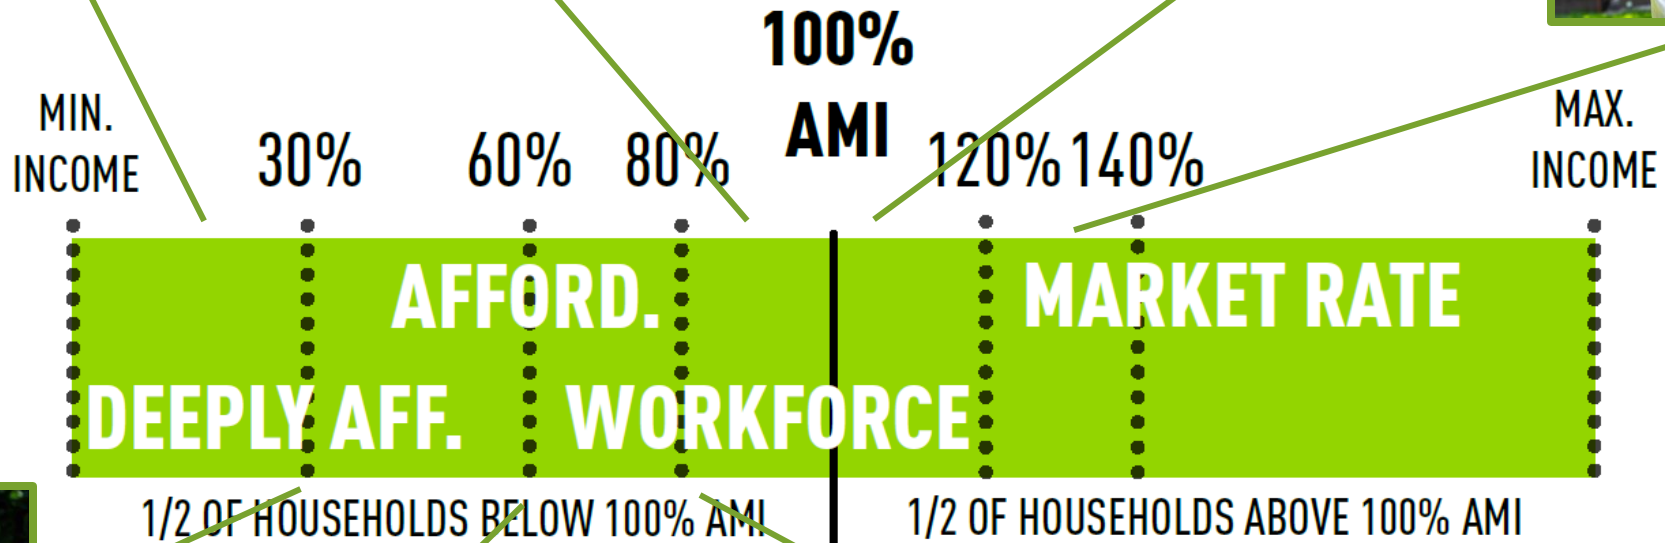 100%
AMI
MIN.
INCOME
30%
60%
80%
120%
140%
MAX.
INCOME
AFFORD.
MARKET RATE
DEEPLY AFF.
WORKFORCE
1/2 OF HOUSEHOLDS BELOW 100% AMI
1/2 OF HOUSEHOLDS ABOVE 100% AMI